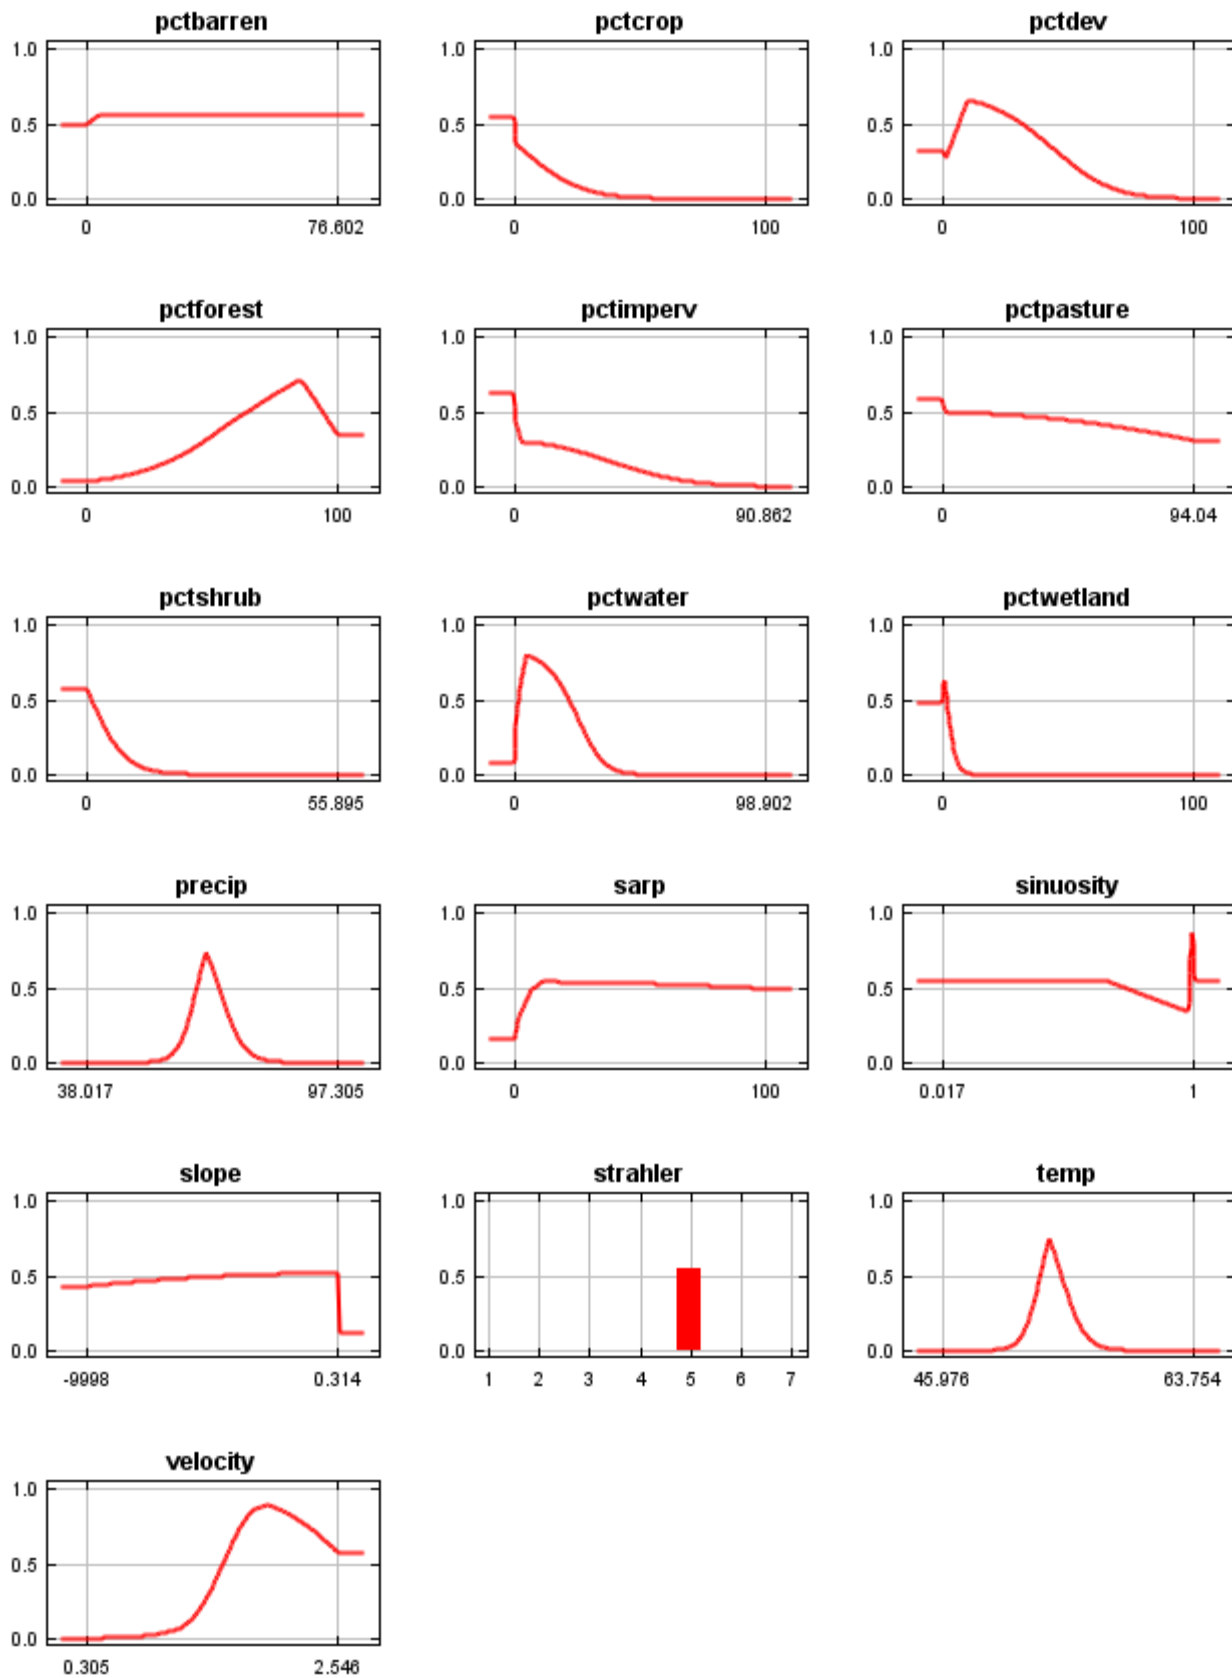 pctbarren pctcrop pctdev
1.0 1.0 1.0
0.5 0.5 0.5
0.0 0.0 0.0
0 76.602 0 100 0 100
pctforest pctimperv pctpasture
1.0 1.0 1.0
0.5 0.5 0.5
0.0 0.0 0.0
0 100 0 90.862 0 94.04
pctshrub pctwater pctwetland
1.0 1.0 1.0
0.5 0.5 0.5
0.0 0.0 0.0
0 55.895 0 98.902 0 100
precip sarp sinuosity
1.0 1.0 1.0
0.5 0.5 0.5
0.0 0.0 0.0
38.017 97.305 0 100 0.017 1
slope strahler temp
1.0 1.0 1.0
0.5 0.5 0.5
0.0 0.0 0.0
-9998 0.314 1 2 3 4 5 6 7 45.976 63.754
velocity
1.0
0.5
0.0
0.305 2.546